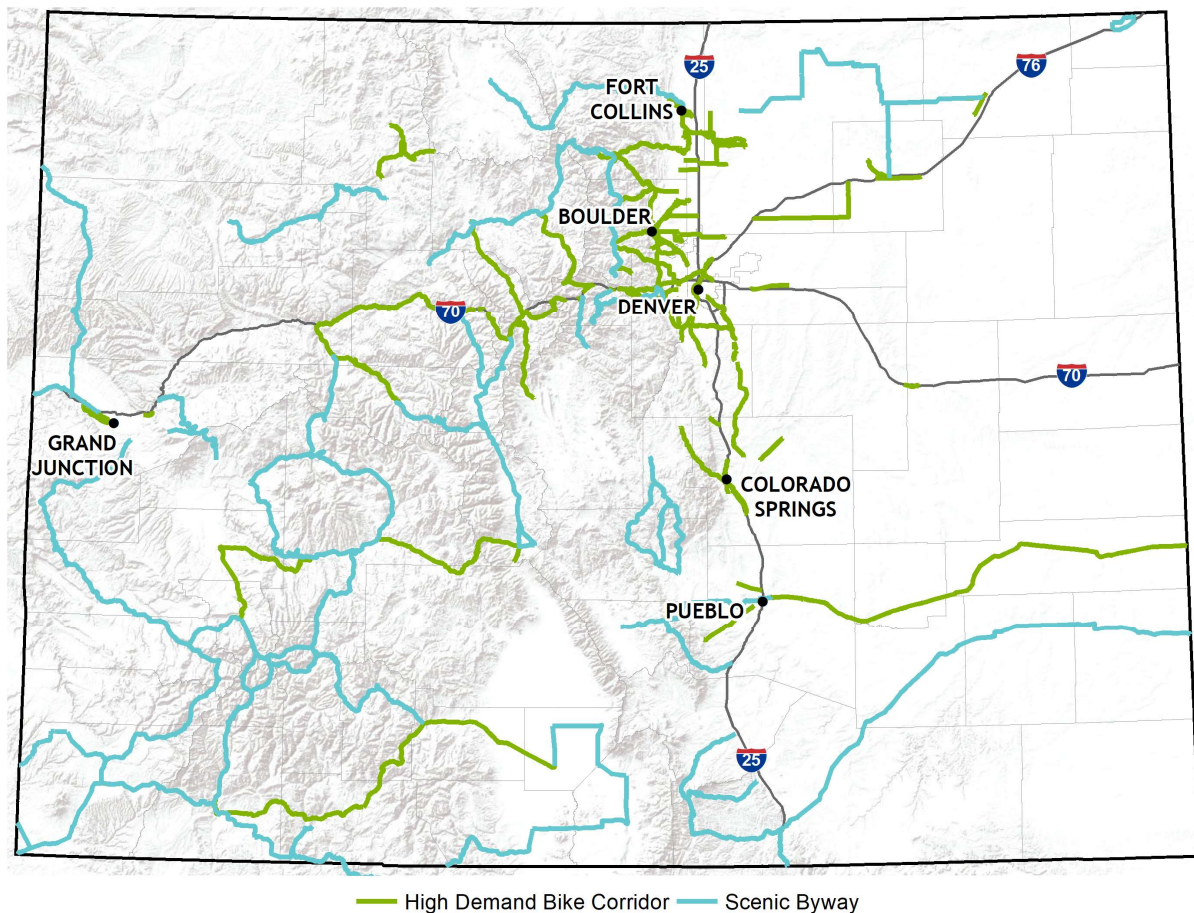 25
76
FORT
COLLINS
BOULDER
DENVER
70
70
GRAND
JUNCTION
COLORADO
SPRINGS
PUEBLO
25
High Demand Bike Corridor
Scenic Byway